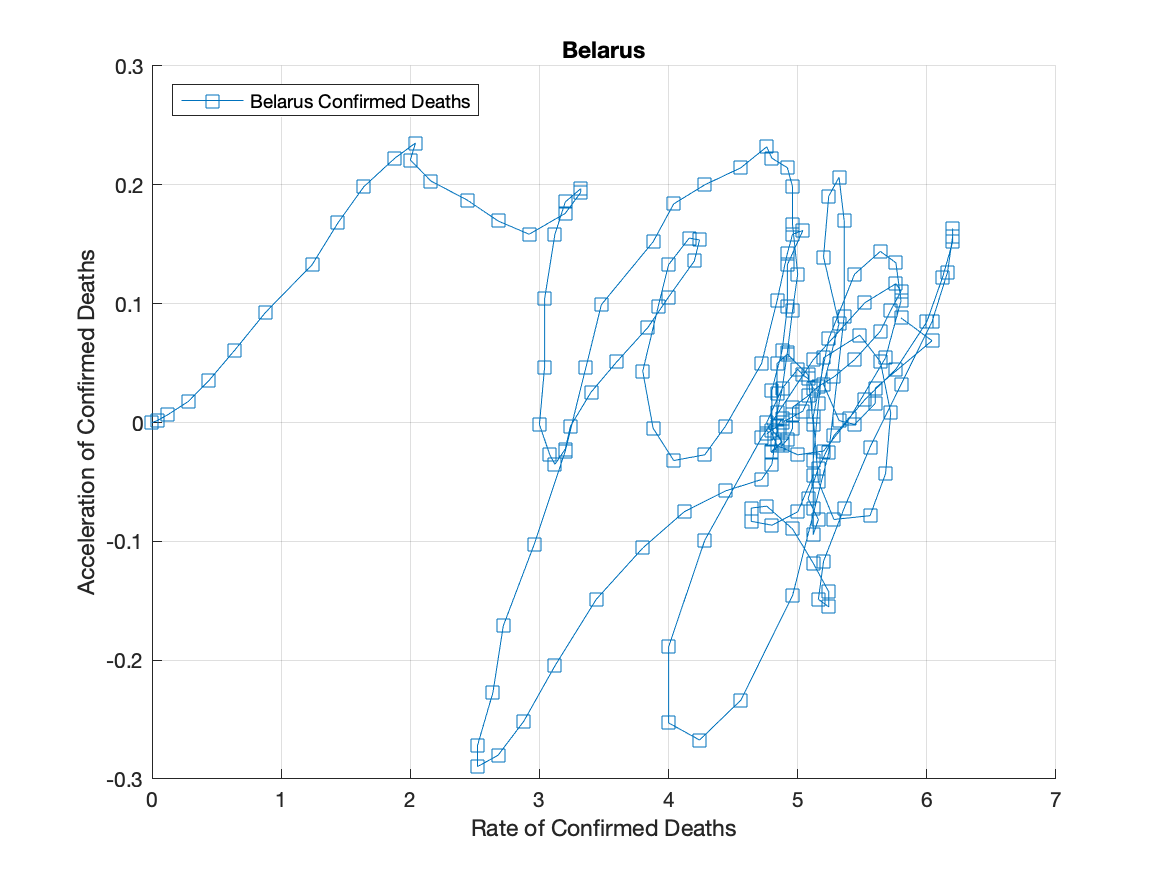 Belarus
Belarus Confirmed Deaths
Acceleration of Confirmed Deaths
0.3
0.2
0.1
0
-0.1
-0.2
-0.3
0 1 2 3 4 5 6 7
Rate of Confirmed Deaths